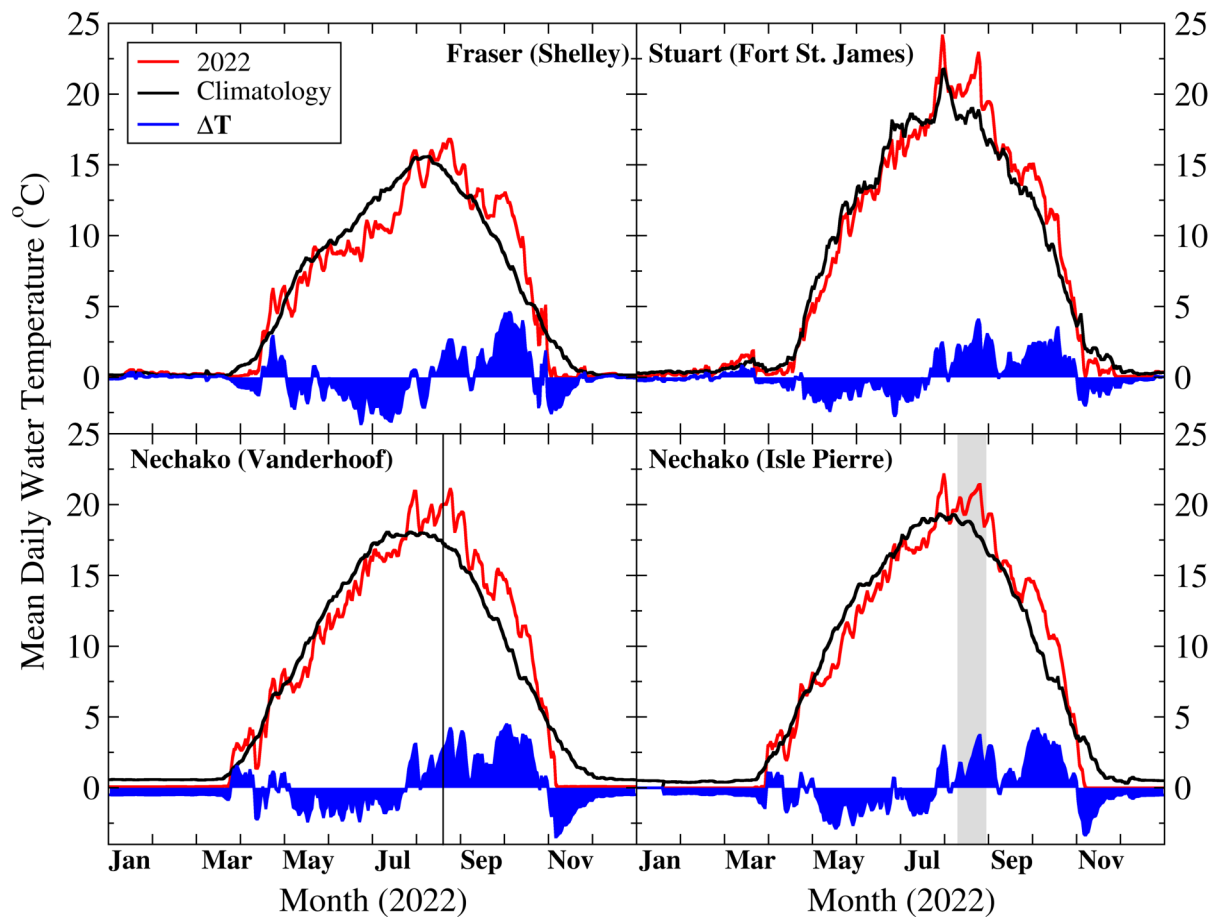 25
20
15
10
5
0
25
20
15
10
5
0
2022
Climatology
ΔT
Fraser (Shelley)
Stuart (Fort St. James)
25
20
15
10
5
0
Nechako (Vanderhoof)
Nechako (Isle Pierre)
20
15
10
5
0
25
Mean Daily Water Temperature (°C)
Jan Mar May Jul Sep Nov
Jan Mar May Jul Sep Nov
Month (2022)
Month (2022)